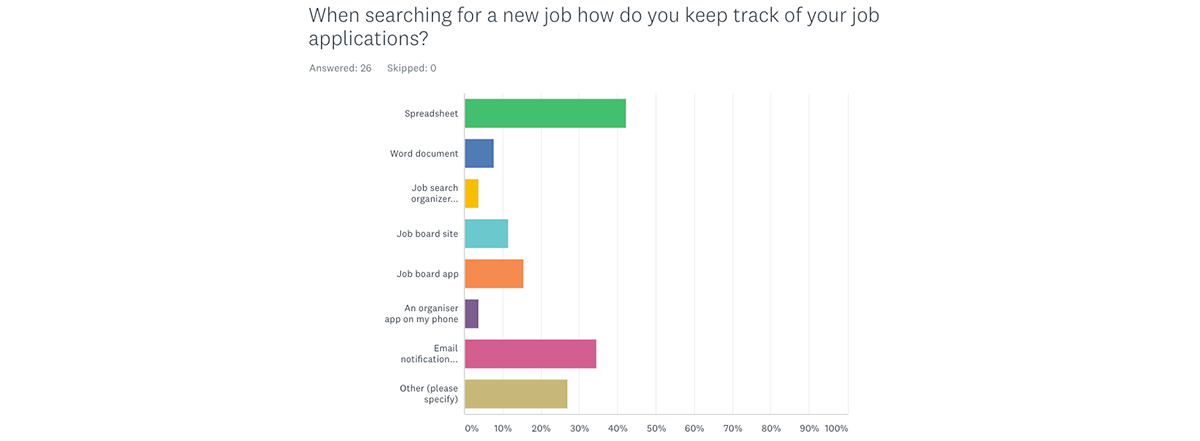 When searching for a new job how do you keep track of your job
applications?
Answered: 26 Skipped: 0
Spreadsheet
Word document
Job search
organizer...
Job board site
Job board app
An organiser
app on my phone
Email
notification...
Other (please
specify)
0% 10% 20% 30% 40% 50% 60% 70% 80% 90% 100%